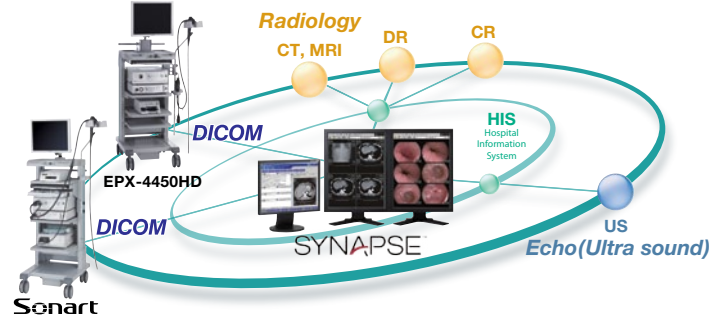 Radiology
CT, MRI
DR
CR
DICOM
HIS
Hospital
Information
System
EPX-4450HD
DICOM
US
Echo(Ultra sound)
SYNAPSE
Sonart